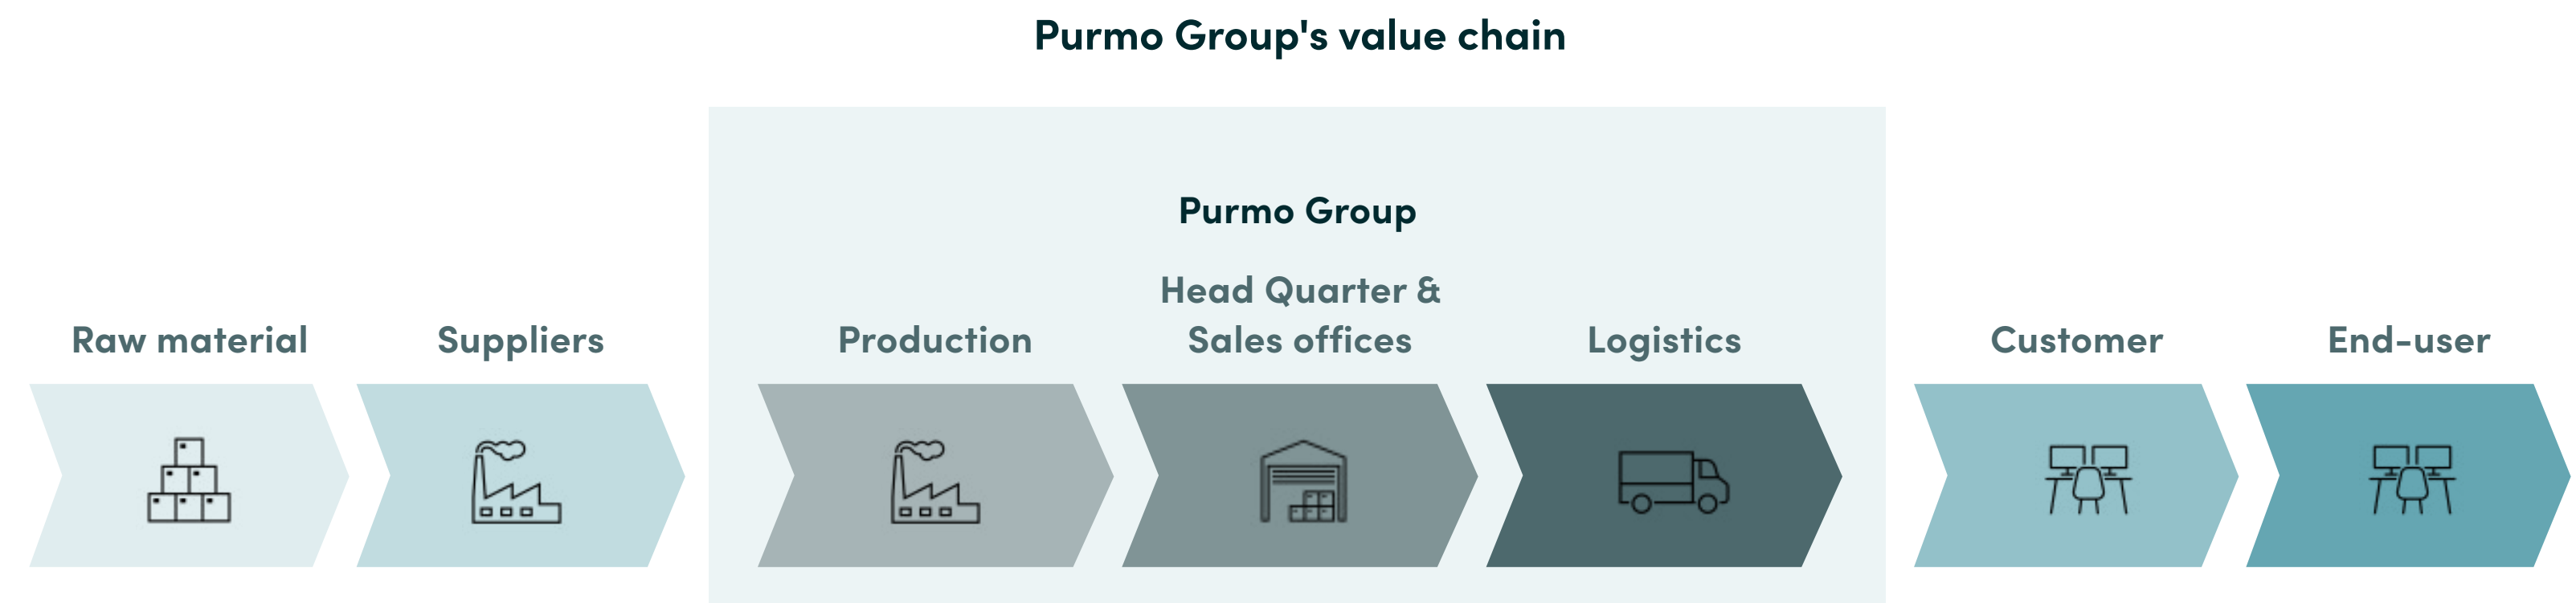 Purmo Group's value chain
Purmo Group
Raw material
Suppliers
Production
Head Quarter &
Sales offices
Logistics
Customer
End-user